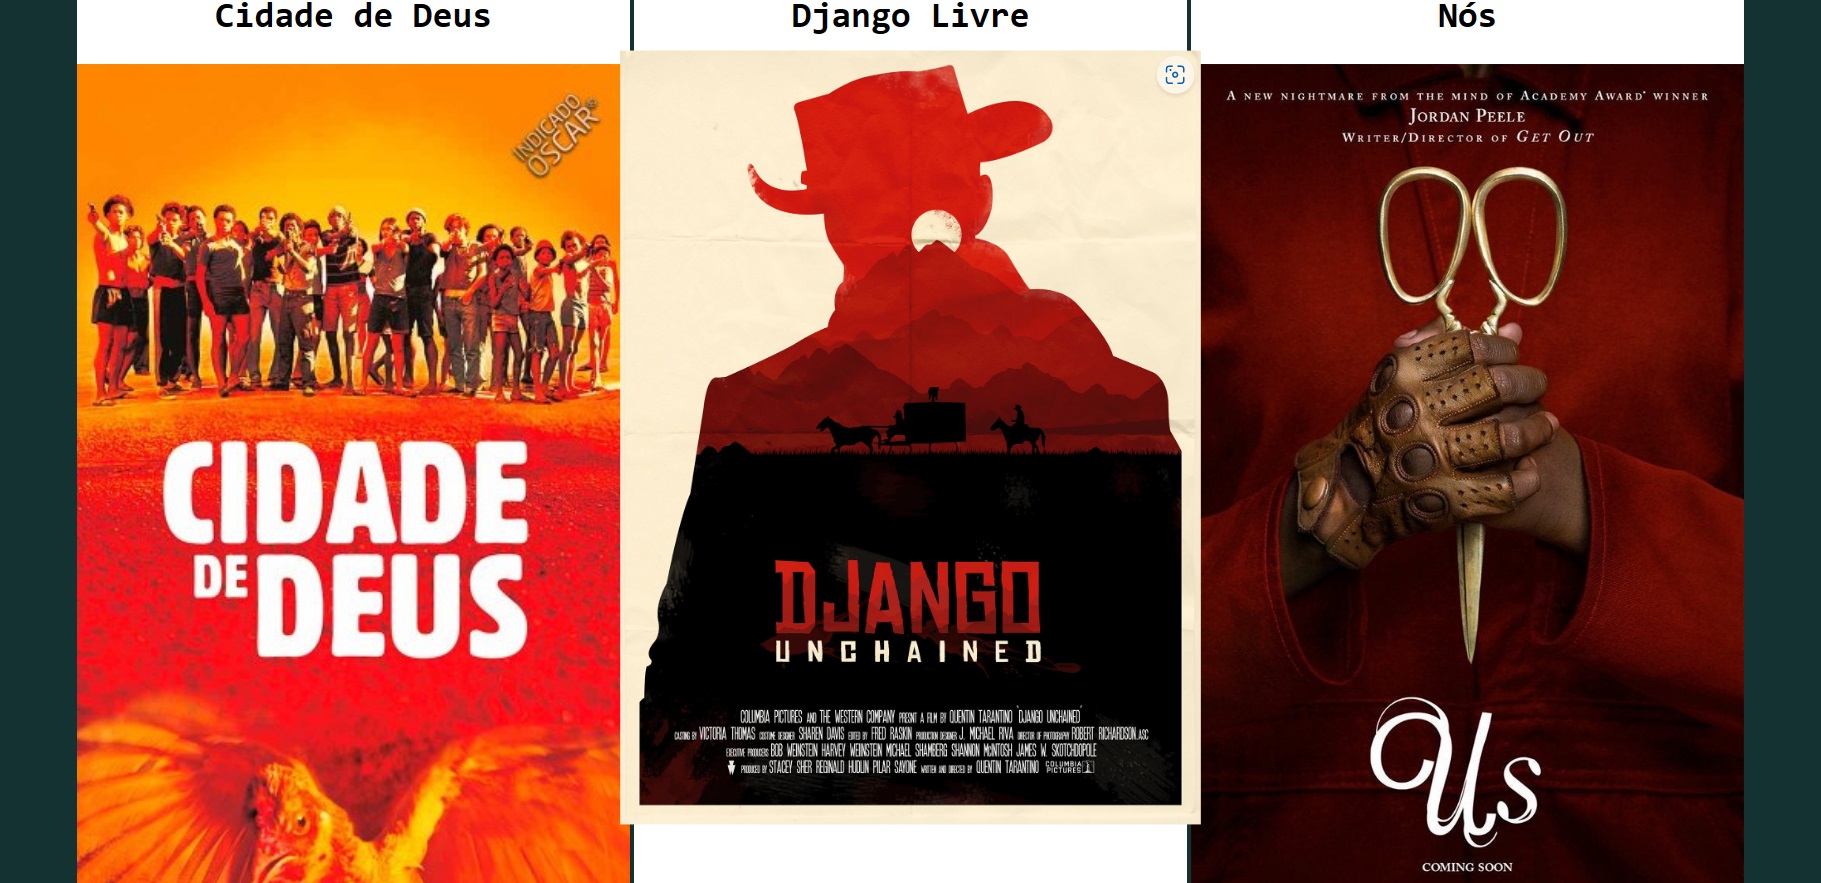 Cidade de Deus
INDICADO
OSCAR®
CIDADE
DE DEUS
Django Livre
DJANGO
UNCHAINED
COLUMBIA PICTURES AND THE WESTERN COMPANY PRESNT A FILM BY QUENTIN TARANTINO "DJANGO UNCHAINED"
CASTING BY VICTORIA THOMAS COSTUME DESIGNER SHAREN DAVIS EDITED BY FRED RASKIN PRODUCTION DESIGNER J. MICHAEL RIVA DIRECTOR OF PHOTOGRAPHY ROBERT RICHARDSON.ASC
EXECUTIVE PRODUCERS BOB WEINSTEIN HARVEY WEINSTEIN MICHAEL SHAMBERG SHANNON McINTOSH JAMES W. SKOTCHDOPOLE
PRODUCED BY STACEY SHER REGINALD HUDLIN PILAR SAVONE WRITTEN AND DIRECTED BY QUENTIN TARANTINO COLUMBIA PICTURES
Nós
A NEW NIGHTMARE FROM THE MIND OF ACADEMY AWARD® WINNER
JORDAN PEELE
WRITER/DIRECTOR OF GET OUT
Us
COMING SOON